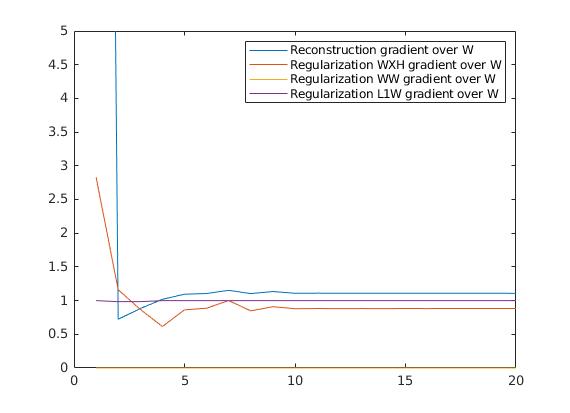 5
4.5
4
3.5
3
2.5
2
1.5
1
0.5
0
0 5 10 15 20
Reconstruction gradient over W
Regularization WXH gradient over W
Regularization WW gradient over W
Regularization L1W gradient over W